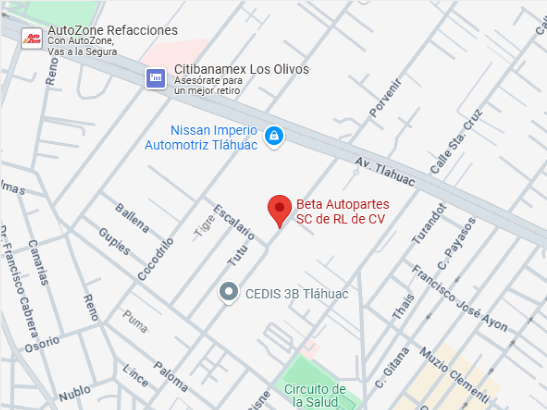 AutoZone Refacciones
Con AutoZone,
Vas a la Segura
Reno
Citibanamex Los Olivos
Asesórate para
un mejor retiro
Porvenir
Nissan Imperio
Automotriz Tláhuac
Calle Sta. Cruz
Av. Tlahuac
Beta Autopartes
SC de RL de CV
Ballena
Tigre
Escalario
Turandot
C. Payasos
Gupies
Cocodrilo
Tutu
Dr. Francisco Cabrera
Canarias
CEDIS 3B Tláhuac
Francisco José Ayon
Reno
Thais
Puma
Osorio
Muzio Clementi
C. Gitana
Lince
Paloma
Nublo
Circuito de
la Salud